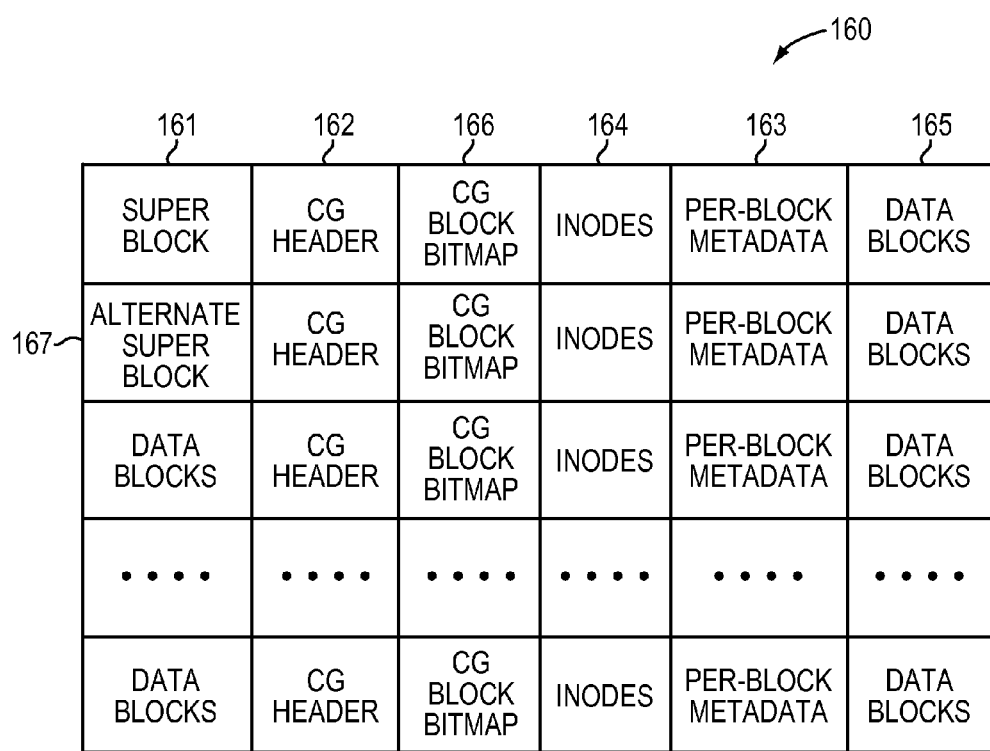 160
161 162 166 164 163 165
SUPER BLOCK CG HEADER CG BLOCK BITMAP INODES PER-BLOCK METADATA DATA BLOCKS
167 ALTERNATE SUPER BLOCK CG HEADER CG BLOCK BITMAP INODES PER-BLOCK METADATA DATA BLOCKS
DATA BLOCKS CG HEADER CG BLOCK BITMAP INODES PER-BLOCK METADATA DATA BLOCKS
• • • • • • • • • • • • • • • • • • • • • • • •
DATA BLOCKS CG HEADER CG BLOCK BITMAP INODES PER-BLOCK METADATA DATA BLOCKS